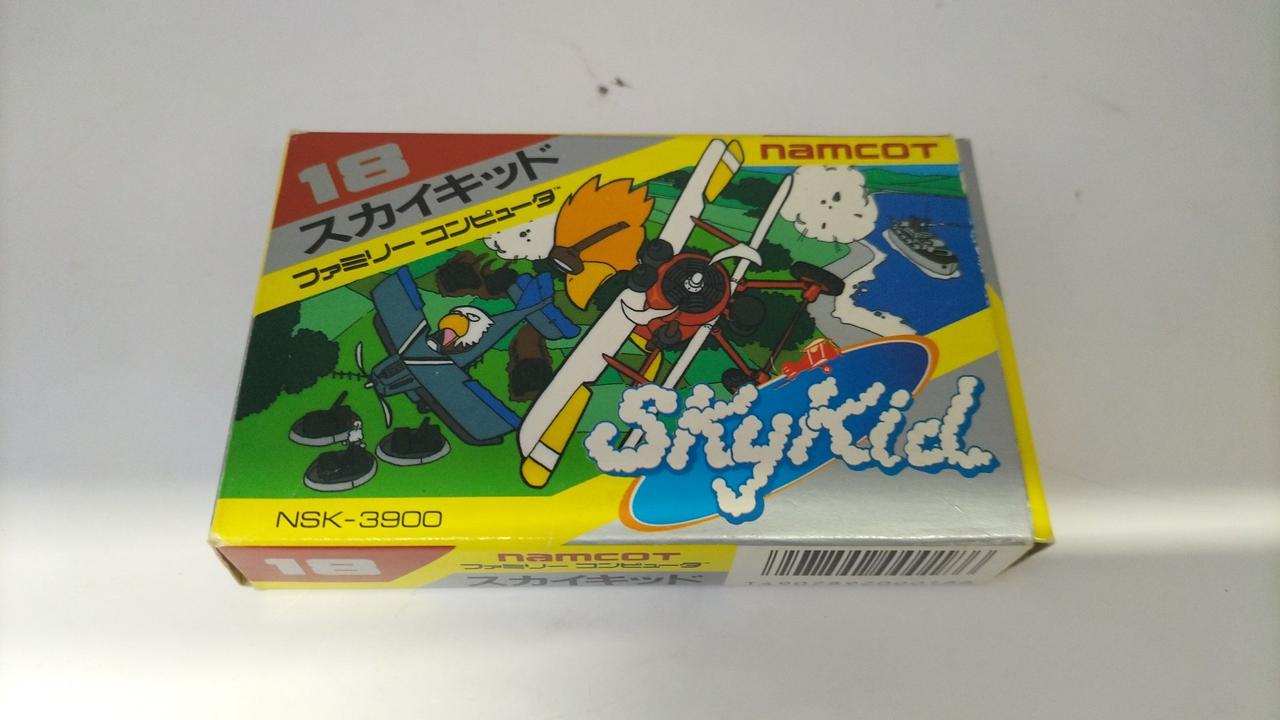 18
スカイキッド
ファミリー コンピュータ™
namcot
SkyKid
NSK-3900
18
namcot
ファミリー コンピュータ
スカイキッド